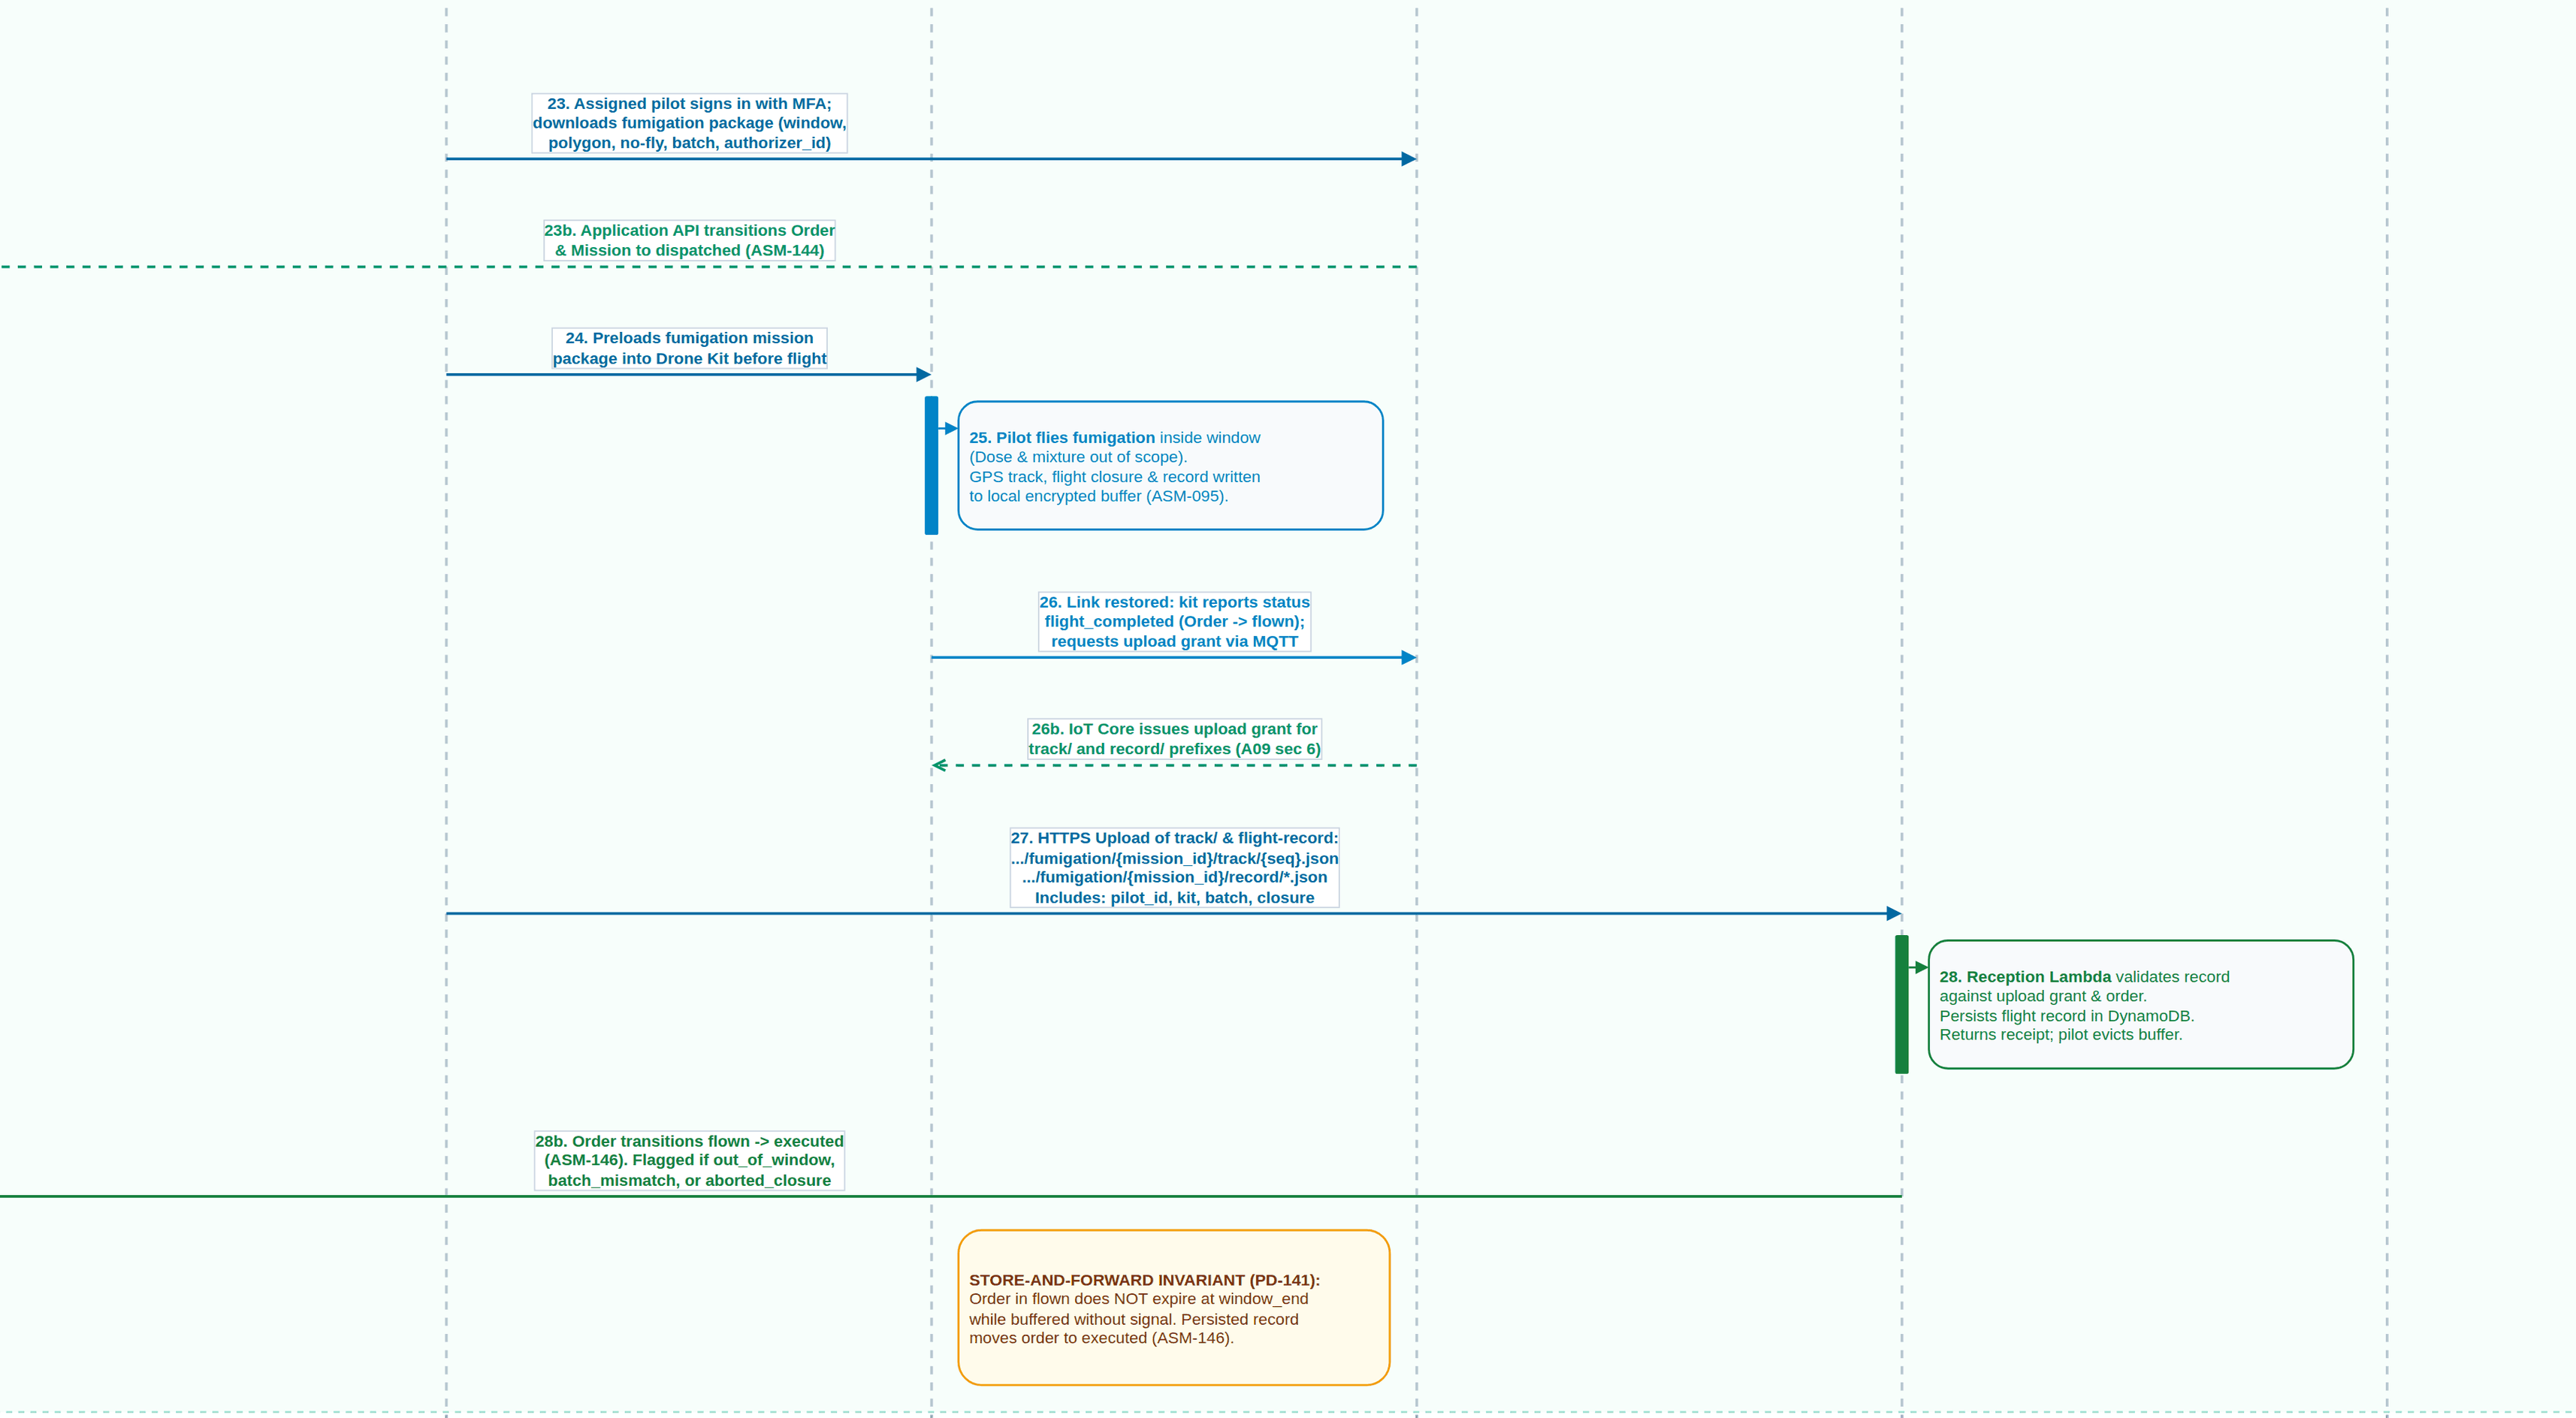 23. Assigned pilot signs in with MFA;
downloads fumigation package (window,
polygon, no-fly, batch, authorizer_id)
23b. Application API transitions Order
& Mission to dispatched (ASM-144)
24. Preloads fumigation mission
package into Drone Kit before flight
25. Pilot flies fumigation inside window
(Dose & mixture out of scope).
GPS track, flight closure & record written
to local encrypted buffer (ASM-095).
26. Link restored: kit reports status
flight_completed (Order -> flown);
requests upload grant via MQTT
26b. IoT Core issues upload grant for
track/ and record/ prefixes (A09 sec 6)
27. HTTPS Upload of track/ & flight-record:
.../fumigation/{mission_id}/track/{seq}.json
.../fumigation/{mission_id}/record/*.json
Includes: pilot_id, kit, batch, closure
28. Reception Lambda validates record
against upload grant & order.
Persists flight record in DynamoDB.
Returns receipt; pilot evicts buffer.
28b. Order transitions flown -> executed
(ASM-146). Flagged if out_of_window,
batch_mismatch, or aborted_closure
STORE-AND-FORWARD INVARIANT (PD-141):
Order in flown does NOT expire at window_end
while buffered without signal. Persisted record
moves order to executed (ASM-146).